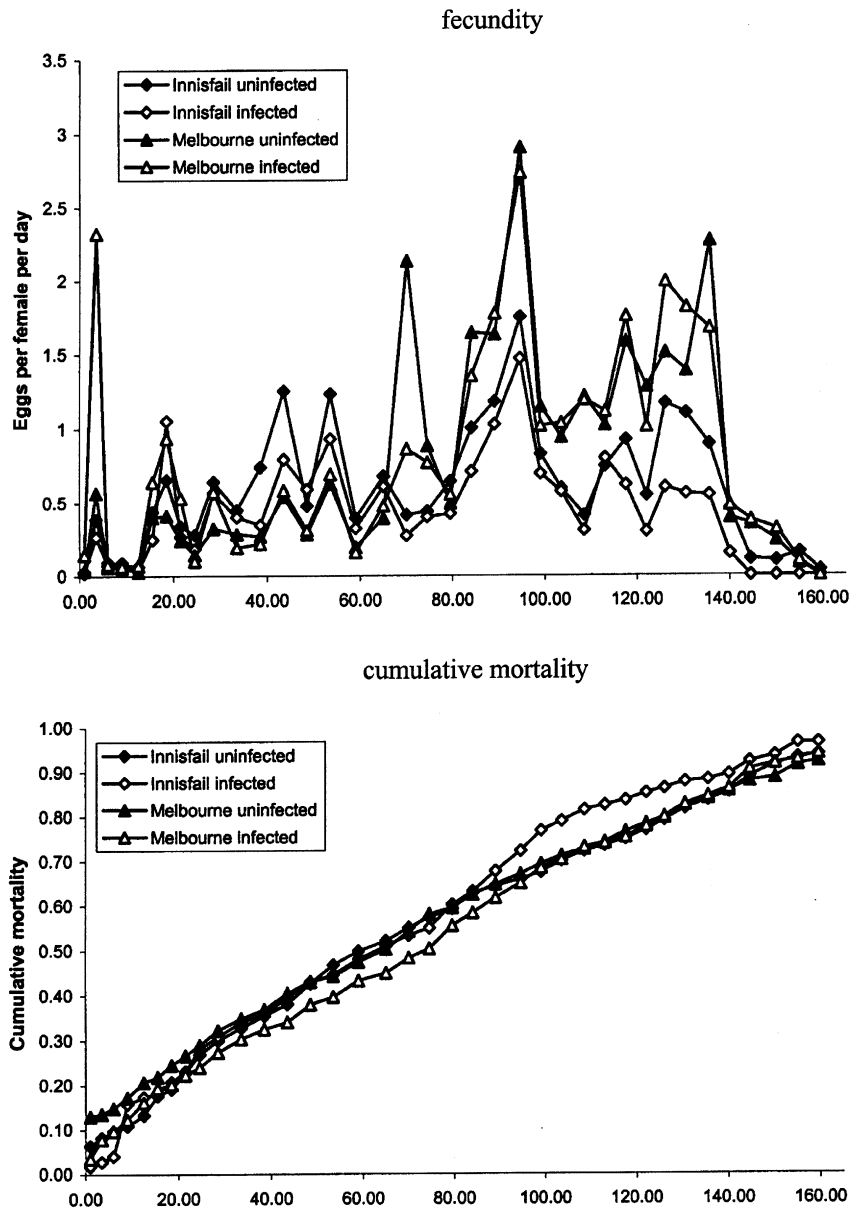 fecundity
3.5
3
2.5
2
1.5
1
0.5
0
Eggs per female per day
Innisfail uninfected
Innisfail infected
Melbourne uninfected
Melbourne infected
0.00 20.00 40.00 60.00 80.00 100.00 120.00 140.00 160.00
cumulative mortality
1.00
0.90
0.80
0.70
0.60
0.50
0.40
0.30
0.20
0.10
0.00
Cumulative mortality
Innisfail uninfected
Innisfail infected
Melbourne uninfected
Melbourne infected
0.00 20.00 40.00 60.00 80.00 100.00 120.00 140.00 160.00